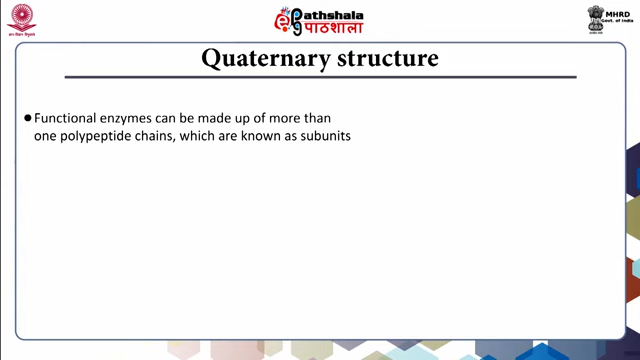 ePathshala
पाठशाला
MHRD
Govt. of India
Quaternary structure
● Functional enzymes can be made up of more than
one polypeptide chains, which are known as subunits